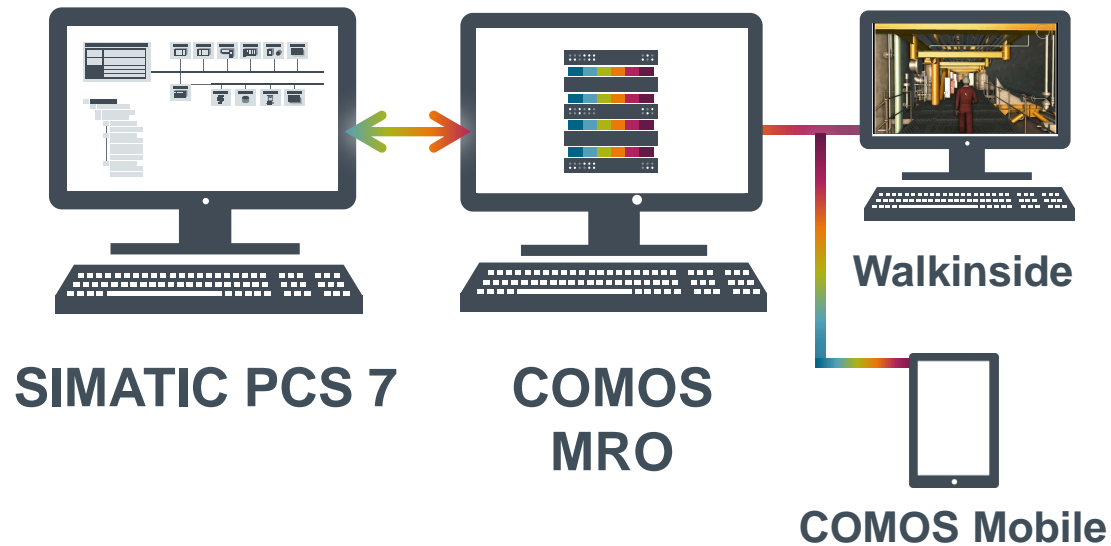 Walkinside
SIMATIC PCS 7
COMOS
MRO
COMOS Mobile